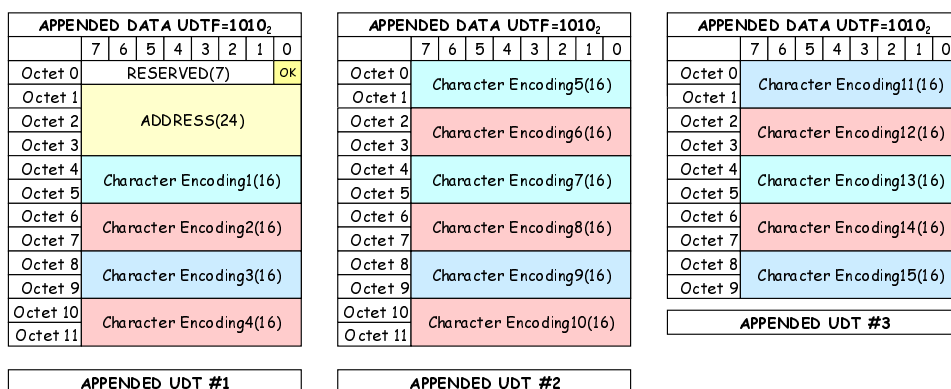 APPENDED DATA UDTF=1010₂
7 6 5 4 3 2 1 0
Octet 0 RESERVED(7) OK
Octet 1
Octet 2 ADDRESS(24)
Octet 3
Octet 4
Character Encoding1(16)
Octet 5
Octet 6
Character Encoding2(16)
Octet 7
Octet 8
Character Encoding3(16)
Octet 9
Octet 10
Character Encoding4(16)
Octet 11
APPENDED UDT #1
APPENDED DATA UDTF=1010₂
7 6 5 4 3 2 1 0
Octet 0
Character Encoding5(16)
Octet 1
Octet 2
Character Encoding6(16)
Octet 3
Octet 4
Character Encoding7(16)
Octet 5
Octet 6
Character Encoding8(16)
Octet 7
Octet 8
Character Encoding9(16)
Octet 9
Octet 10
Character Encoding10(16)
Octet 11
APPENDED UDT #2
APPENDED DATA UDTF=1010₂
7 6 5 4 3 2 1 0
Octet 0
Character Encoding11(16)
Octet 1
Octet 2
Character Encoding12(16)
Octet 3
Octet 4
Character Encoding13(16)
Octet 5
Octet 6
Character Encoding14(16)
Octet 7
Octet 8
Character Encoding15(16)
Octet 9
APPENDED UDT #3